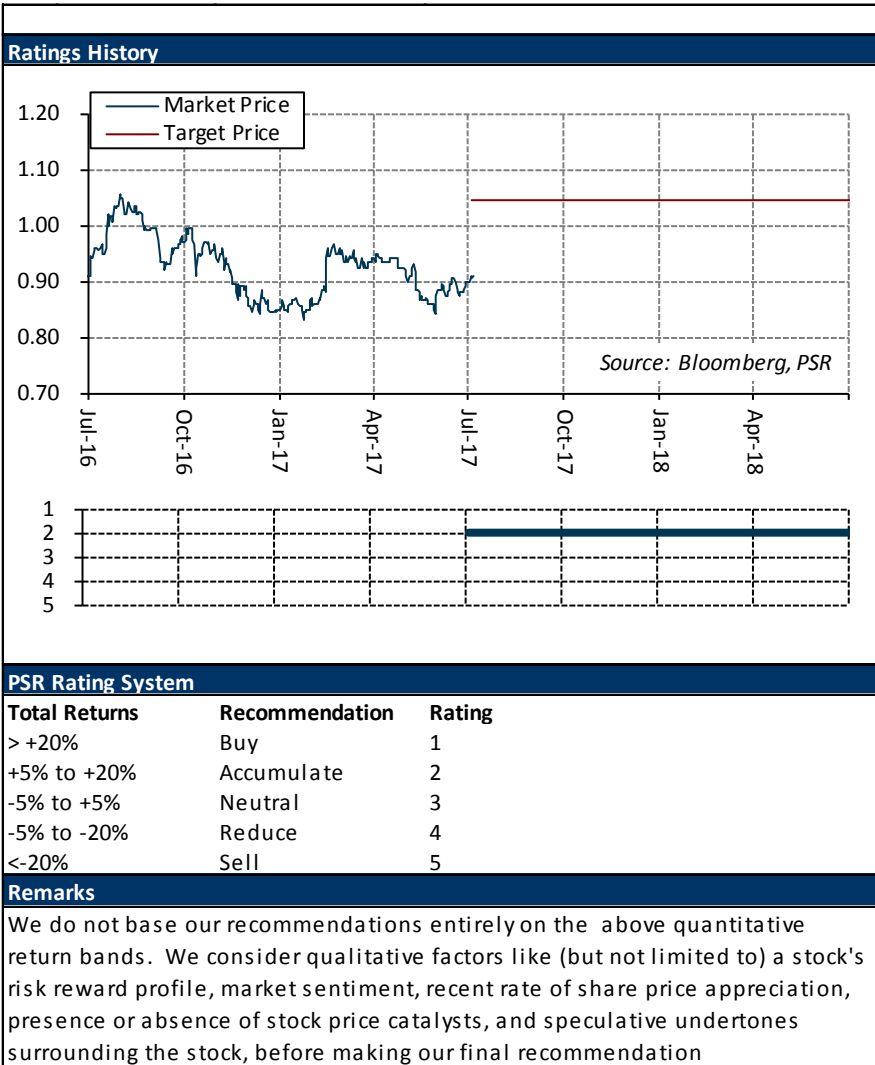 Ratings History
Market Price
Target Price
1.20
1.10
1.00
0.90
0.80
0.70
Source: Bloomberg, PSR
Jul-16
Oct-16
Jan-17
Apr-17
Jul-17
Oct-17
Jan-18
Apr-18
1
2
3
4
5
PSR Rating System
Total Returns Recommendation Rating
> +20% Buy 1
+5% to +20% Accumulate 2
-5% to +5% Neutral 3
-5% to -20% Reduce 4
<-20% Sell 5
Remarks
We do not base our recommendations entirely on the above quantitative
return bands. We consider qualitative factors like (but not limited to) a stock's
risk reward profile, market sentiment, recent rate of share price appreciation,
presence or absence of stock price catalysts, and speculative undertones
surrounding the stock, before making our final recommendation